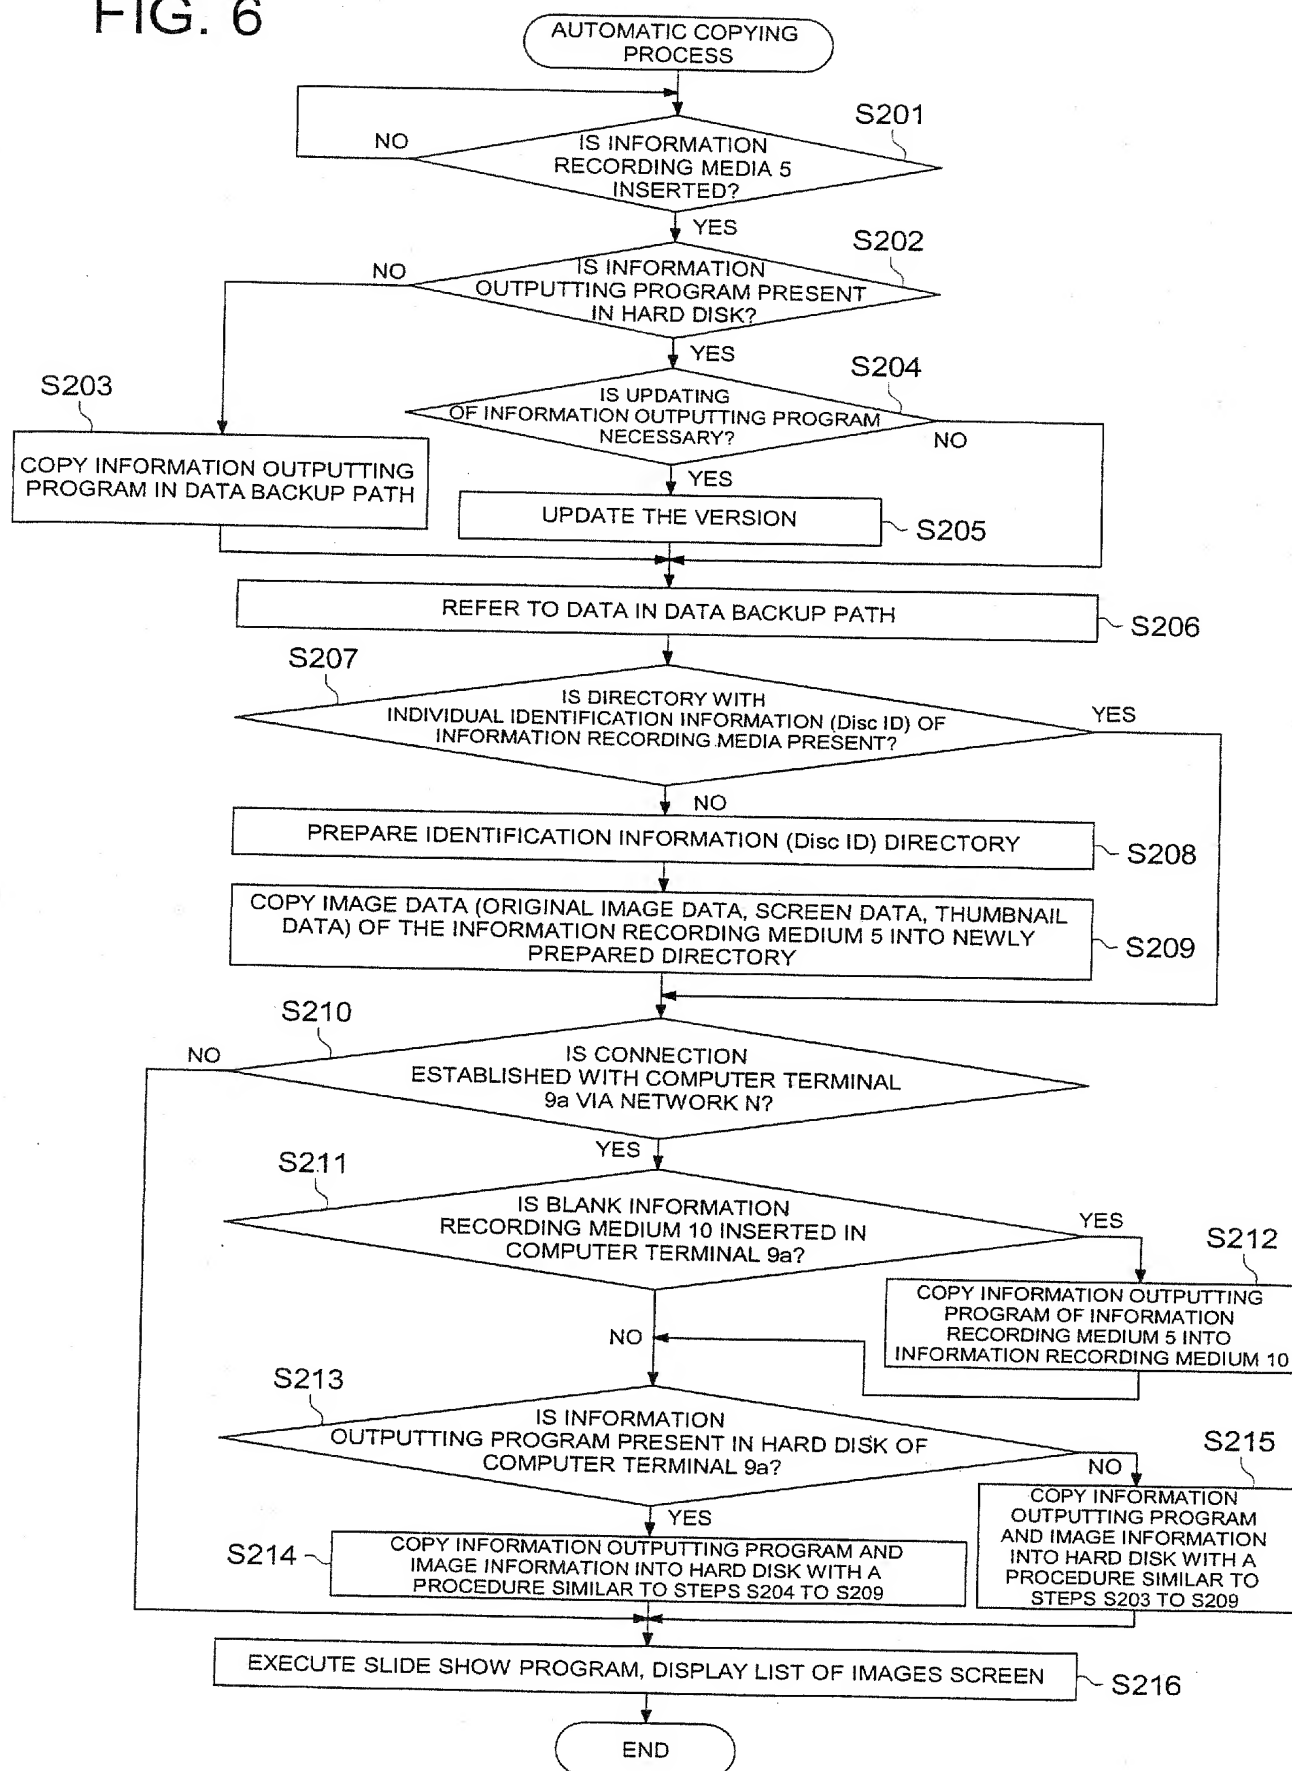 FIG. 6
AUTOMATIC COPYING
PROCESS
S201
NO
IS INFORMATION
RECORDING MEDIA 5
INSERTED?
YES
S202
NO
IS INFORMATION
OUTPUTTING PROGRAM PRESENT
IN HARD DISK?
YES
S203
S204
IS UPDATING
OF INFORMATION OUTPUTTING PROGRAM
NECESSARY?
NO
COPY INFORMATION OUTPUTTING
PROGRAM IN DATA BACKUP PATH
YES
UPDATE THE VERSION
S205
REFER TO DATA IN DATA BACKUP PATH
S206
S207
IS DIRECTORY WITH
INDIVIDUAL IDENTIFICATION INFORMATION (Disc ID) OF
INFORMATION RECORDING MEDIA PRESENT?
YES
NO
PREPARE IDENTIFICATION INFORMATION (Disc ID) DIRECTORY
S208
COPY IMAGE DATA (ORIGINAL IMAGE DATA, SCREEN DATA, THUMBNAIL
DATA) OF THE INFORMATION RECORDING MEDIUM 5 INTO NEWLY
PREPARED DIRECTORY
S209
S210
NO
IS CONNECTION
ESTABLISHED WITH COMPUTER TERMINAL
9a VIA NETWORK N?
YES
S211
IS BLANK INFORMATION
RECORDING MEDIUM 10 INSERTED IN
COMPUTER TERMINAL 9a?
YES
S212
COPY INFORMATION OUTPUTTING
PROGRAM OF INFORMATION
RECORDING MEDIUM 5 INTO
INFORMATION RECORDING MEDIUM 10
NO
S213
IS INFORMATION
OUTPUTTING PROGRAM PRESENT IN HARD DISK OF
COMPUTER TERMINAL 9a?
NO
S215
YES
COPY INFORMATION
OUTPUTTING PROGRAM
AND IMAGE INFORMATION
INTO HARD DISK WITH A
PROCEDURE SIMILAR TO
STEPS S203 TO S209
S214
COPY INFORMATION OUTPUTTING PROGRAM AND
IMAGE INFORMATION INTO HARD DISK WITH A
PROCEDURE SIMILAR TO STEPS S204 TO S209
EXECUTE SLIDE SHOW PROGRAM, DISPLAY LIST OF IMAGES SCREEN
S216
END